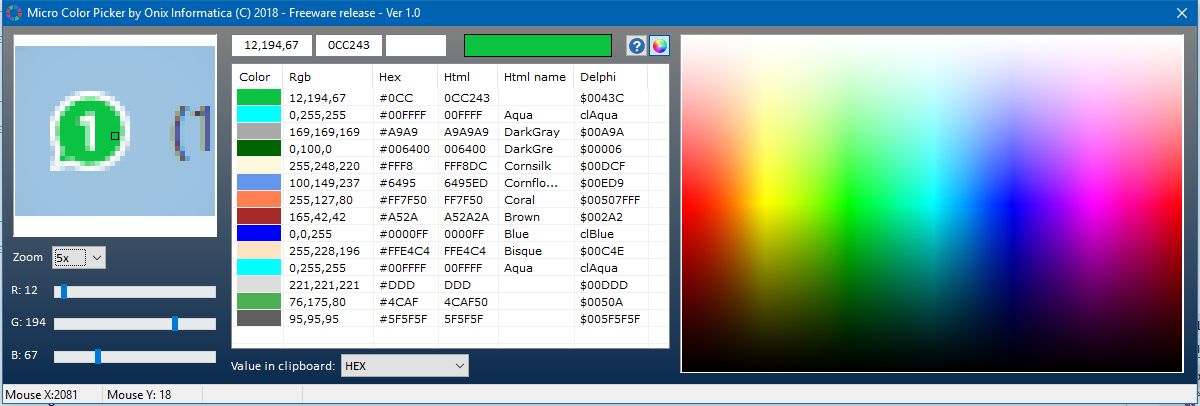 Micro Color Picker by Onix Informatica (C) 2018 - Freeware release - Ver 1.0
1
(1
12,194,67 0CC243
?
Color Rgb Hex Html Html name Delphi
12,194,67 #0CC 0CC243 $0043C
0,255,255 #00FFFF 00FFFF Aqua clAqua
169,169,169 #A9A9 A9A9A9 DarkGray $00A9A
0,100,0 #006400 006400 DarkGre $00006
255,248,220 #FFF8 FFF8DC Cornsilk $00DCF
100,149,237 #6495 6495ED Cornflo... $00ED9
255,127,80 #FF7F50 FF7F50 Coral $00507FFF
165,42,42 #A52A A52A2A Brown $002A2
0,0,255 #0000FF 0000FF Blue clBlue
255,228,196 #FFE4C4 FFE4C4 Bisque $00C4E
0,255,255 #00FFFF 00FFFF Aqua clAqua
221,221,221 #DDD DDD $00DDD
76,175,80 #4CAF 4CAF50 $0050A
95,95,95 #5F5F5F 5F5F5F $005F5F5F
Zoom 5x
R: 12
G: 194
B: 67
Value in clipboard: HEX
Mouse X:2081 Mouse Y: 18